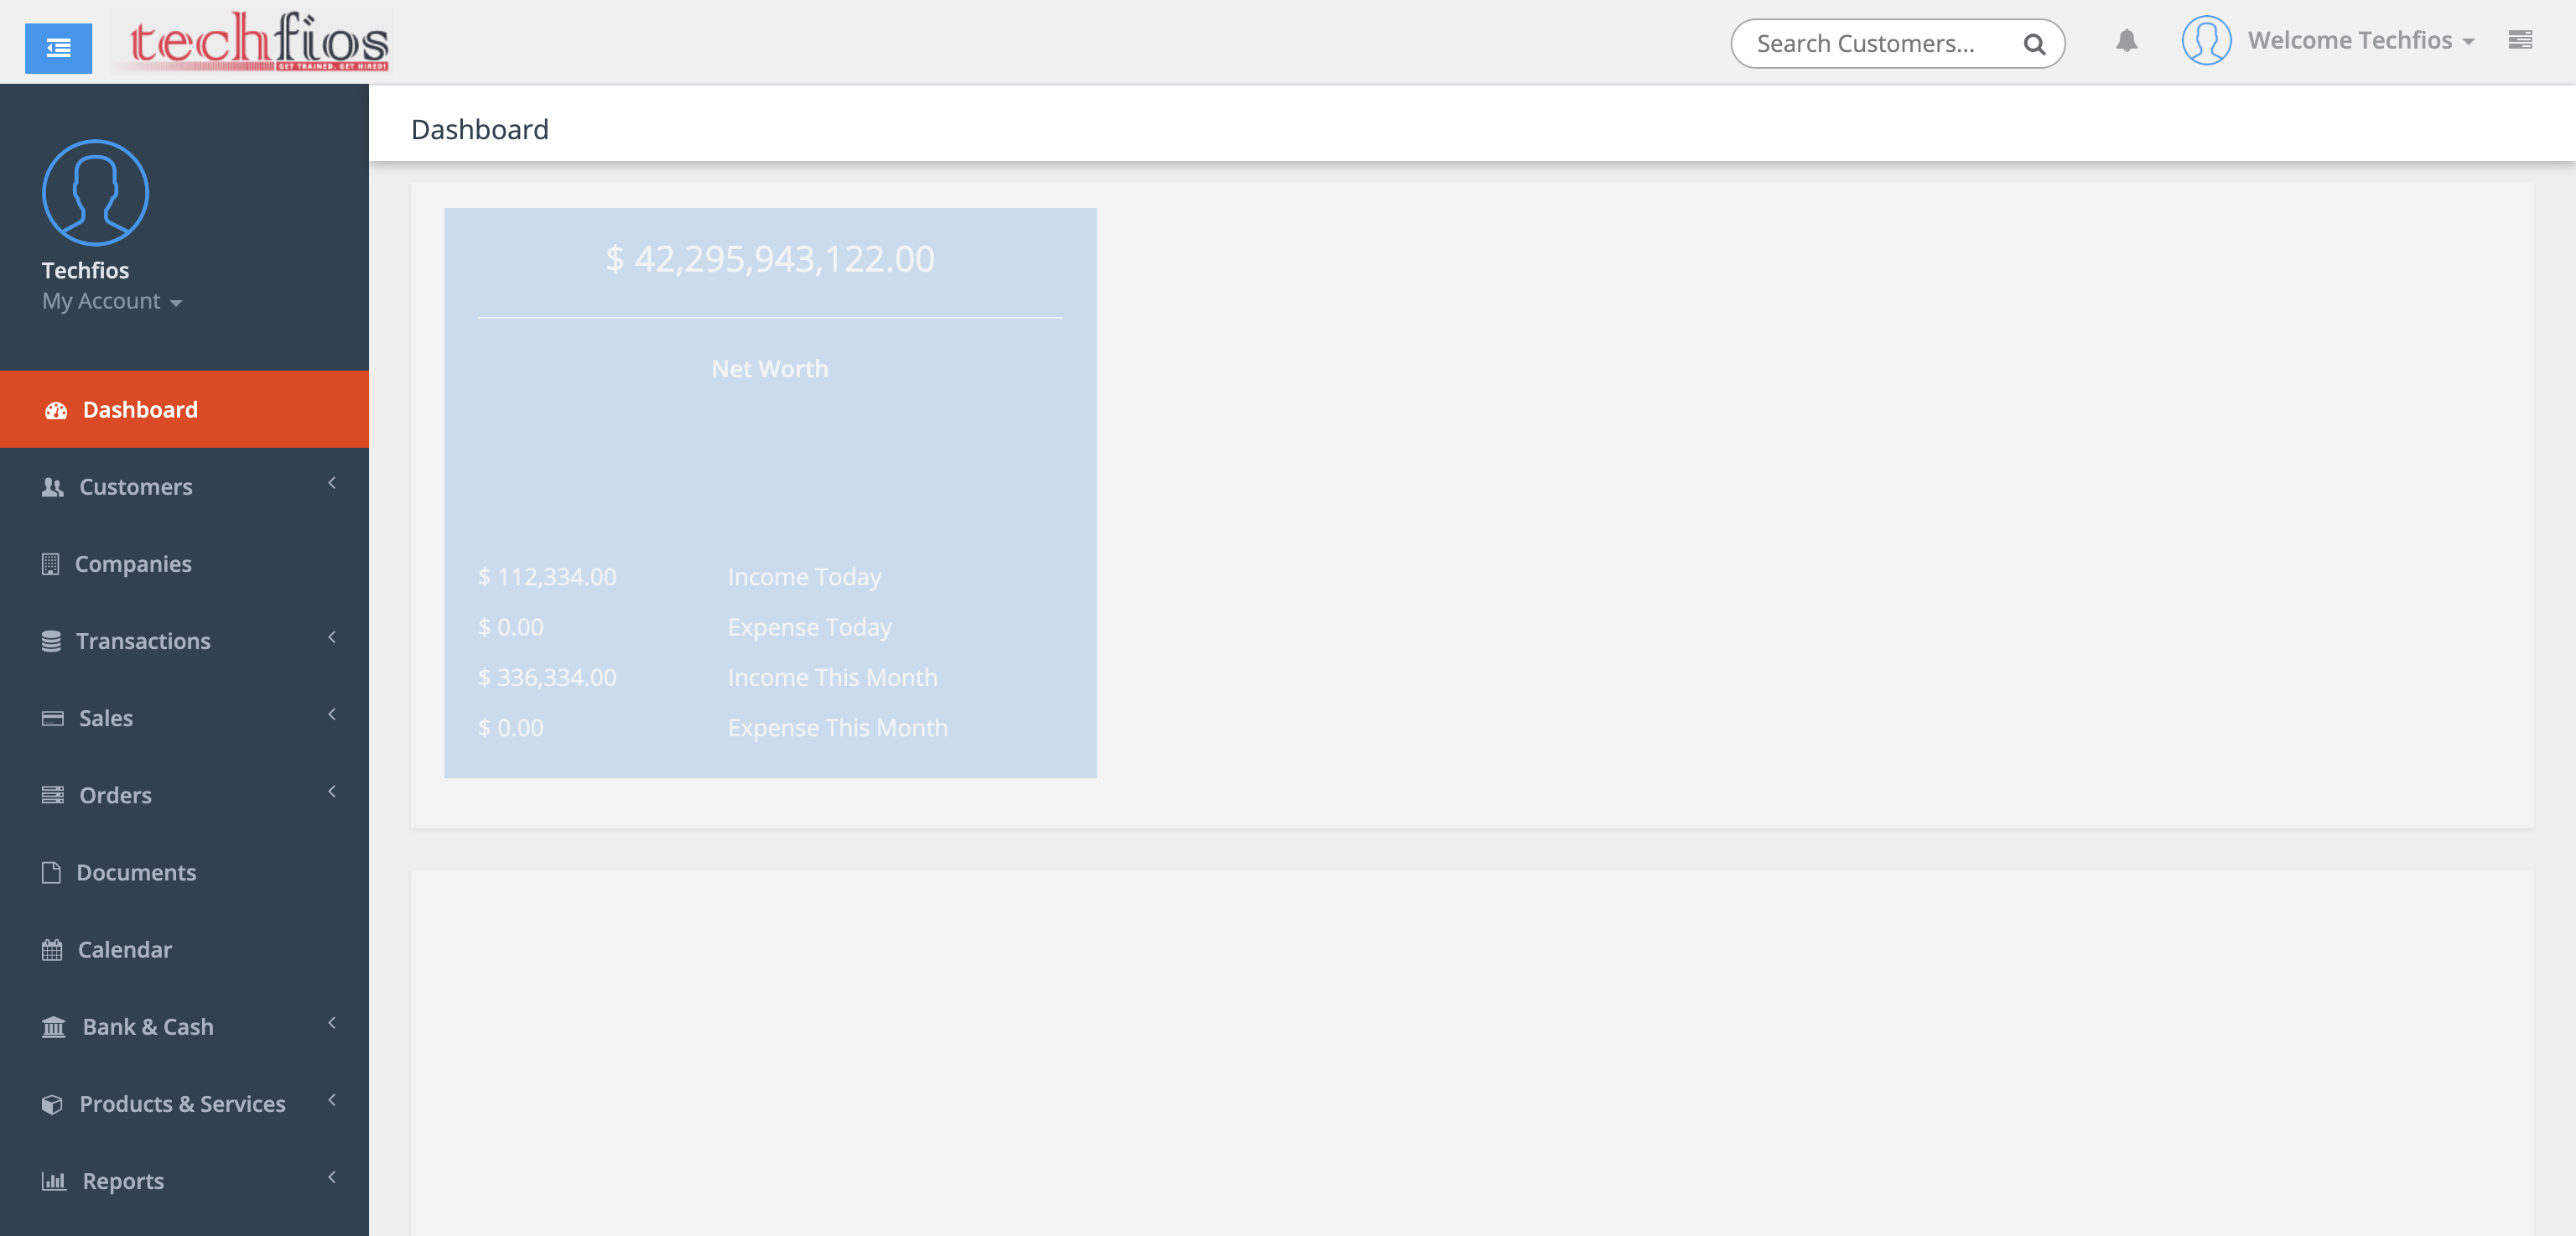 techfios
GET TRAINED. GET HIRED!
Search Customers...
Welcome Techfios
Techfios
My Account
Dashboard
Customers
Companies
Transactions
Sales
Orders
Documents
Calendar
Bank & Cash
Products & Services
Reports
Dashboard
$ 42,295,943,122.00
Net Worth
$ 112,334.00 Income Today
$ 0.00 Expense Today
$ 336,334.00 Income This Month
$ 0.00 Expense This Month